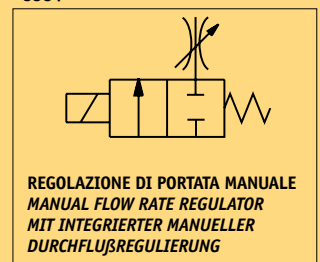 REGOLAZIONE DI PORTATA MANUALE
MANUAL FLOW RATE REGULATOR
MIT INTEGRIERTER MANUELLER
DURCHFLUßREGULIERUNG